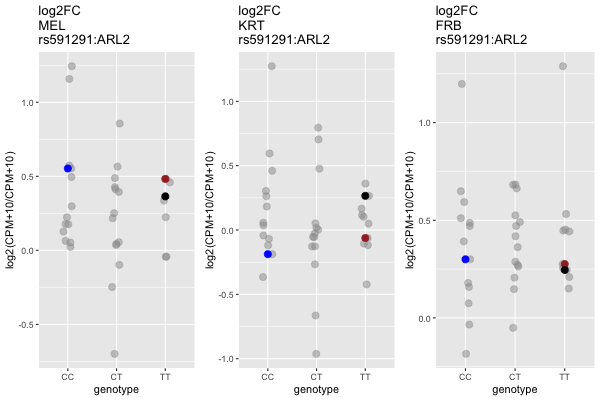 log2FC
MEL
rs591291:ARL2
log2(CPM+10/CPM+10)
1.0
0.5
0.0
-0.5
CC
CT
TT
genotype
log2FC
KRT
rs591291:ARL2
log2(CPM+10/CPM+10)
1.0
0.5
0.0
-0.5
-1.0
CC
CT
TT
genotype
log2FC
FRB
rs591291:ARL2
log2(CPM+10/CPM+10)
1.0
0.5
0.0
CC
CT
TT
genotype